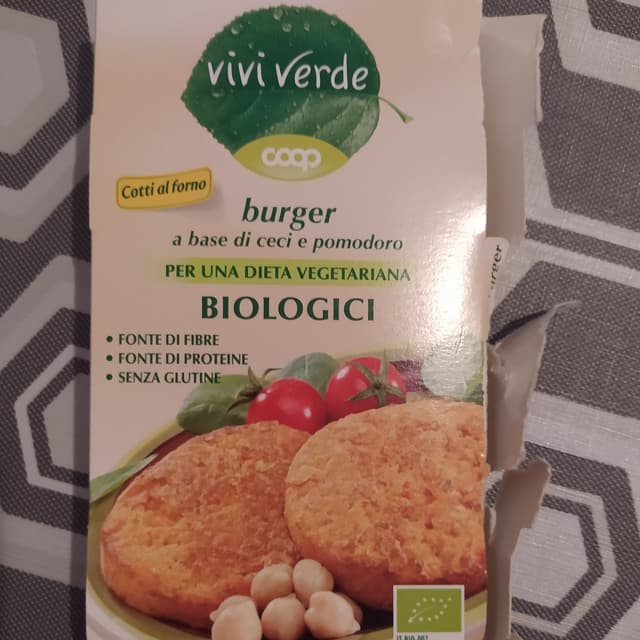 vivi verde
coop
Cotti al forno
burger
a base di ceci e pomodoro
PER UNA DIETA VEGETARIANA
BIOLOGICI
• FONTE DI FIBRE
• FONTE DI PROTEINE
• SENZA GLUTINE
burger